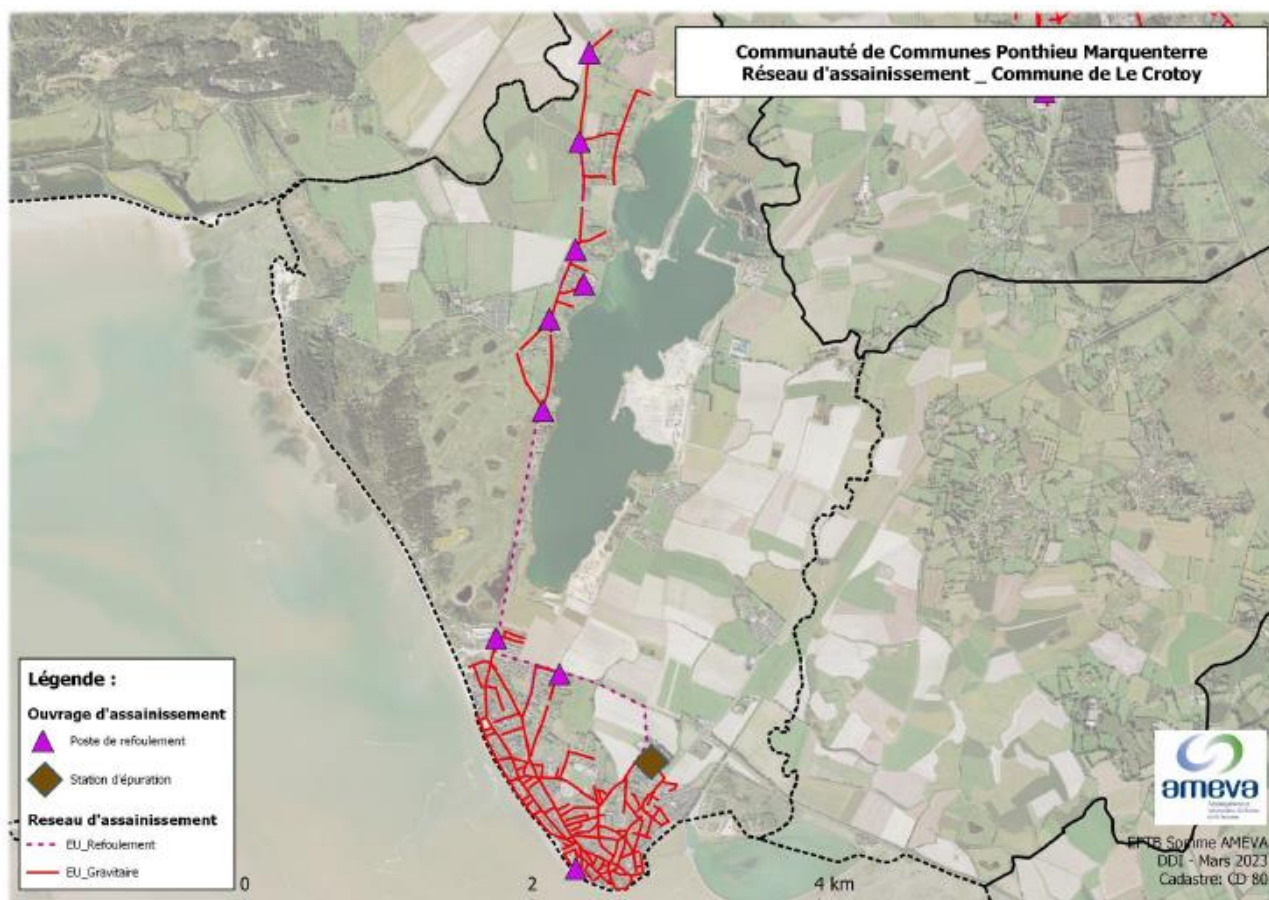 Communauté de Communes Ponthieu Marquenterre
Réseau d'assainissement _ Commune de Le Crotoy
Légende :
Ouvrage d'assainissement
Poste de refoulement
Station d'épuration
Reseau d'assainissement
EU_Refoulement
EU_Gravitaire
0 2 4 km
ameva
EPTB Somme AMEVA
DDI - Mars 2023
Cadastre: CD 80